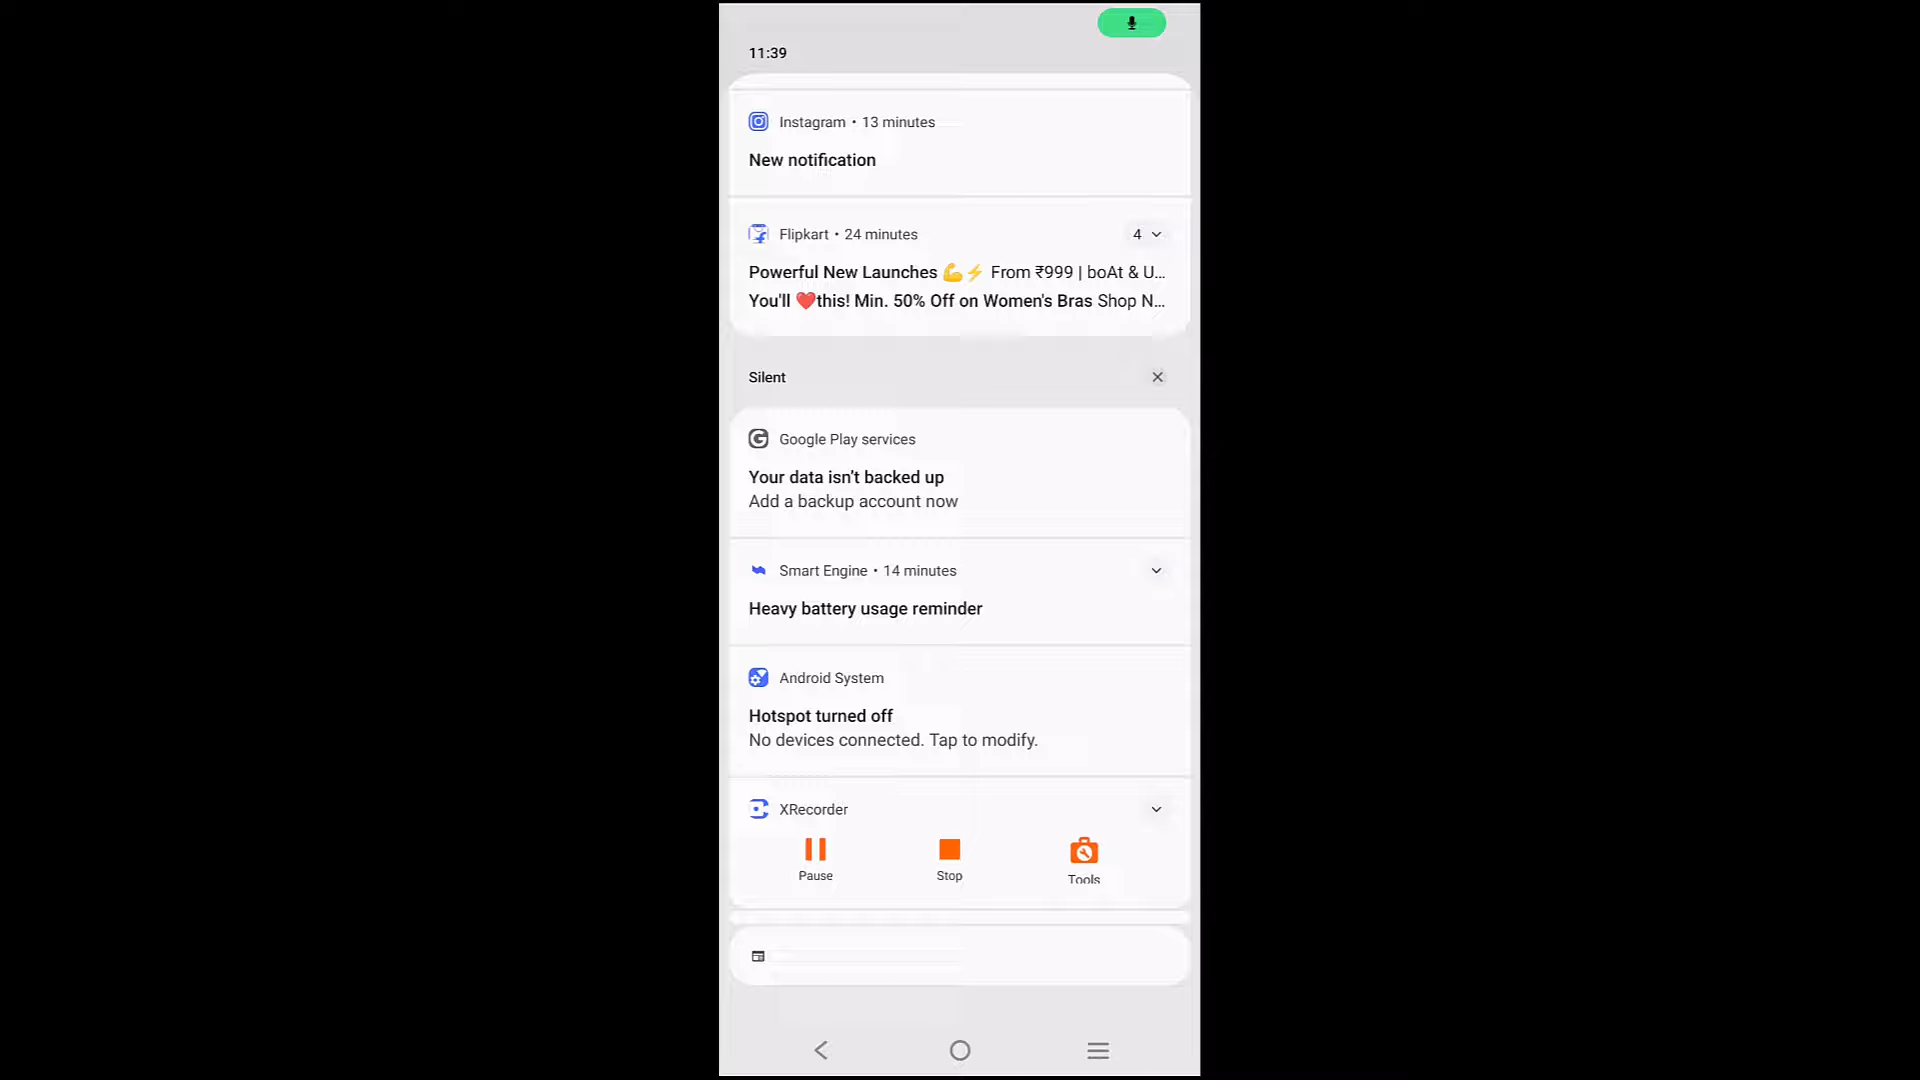 11:39
Instagram • 13 minutes
New notification
Flipkart • 24 minutes
4
Powerful New Launches 💪⚡ From ₹999 | boAt & U...
You'll ❤️this! Min. 50% Off on Women's Bras Shop N...
Silent
Google Play services
Your data isn't backed up
Add a backup account now
Smart Engine • 14 minutes
Heavy battery usage reminder
Android System
Hotspot turned off
No devices connected. Tap to modify.
XRecorder
Pause
Stop
Tools